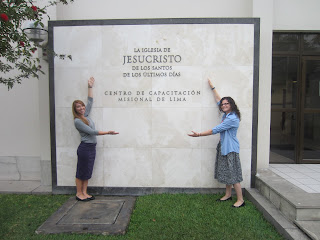 LA IGLESIA DE
JESUCRISTO
DE LOS SANTOS
DE LOS ÚLTIMOS DÍAS
CENTRO DE CAPACITACIÓN
MISIONAL DE LIMA